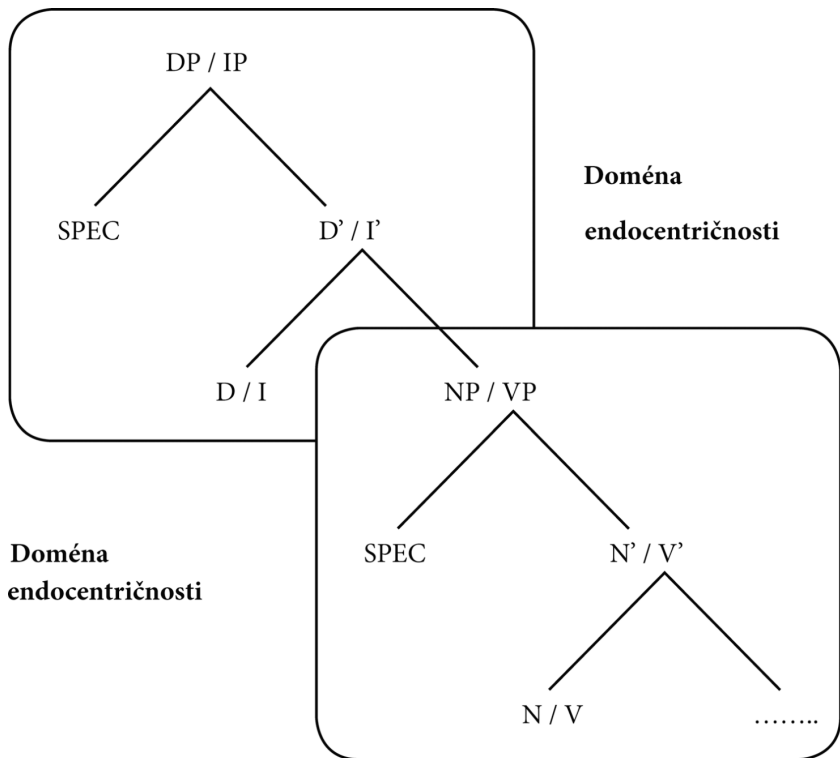 DP / IP
Doména
SPEC
D’ / I’
endocentričnosti
D / I
NP / VP
Doména
SPEC
N’ / V’
endocentričnosti
N / V
……..